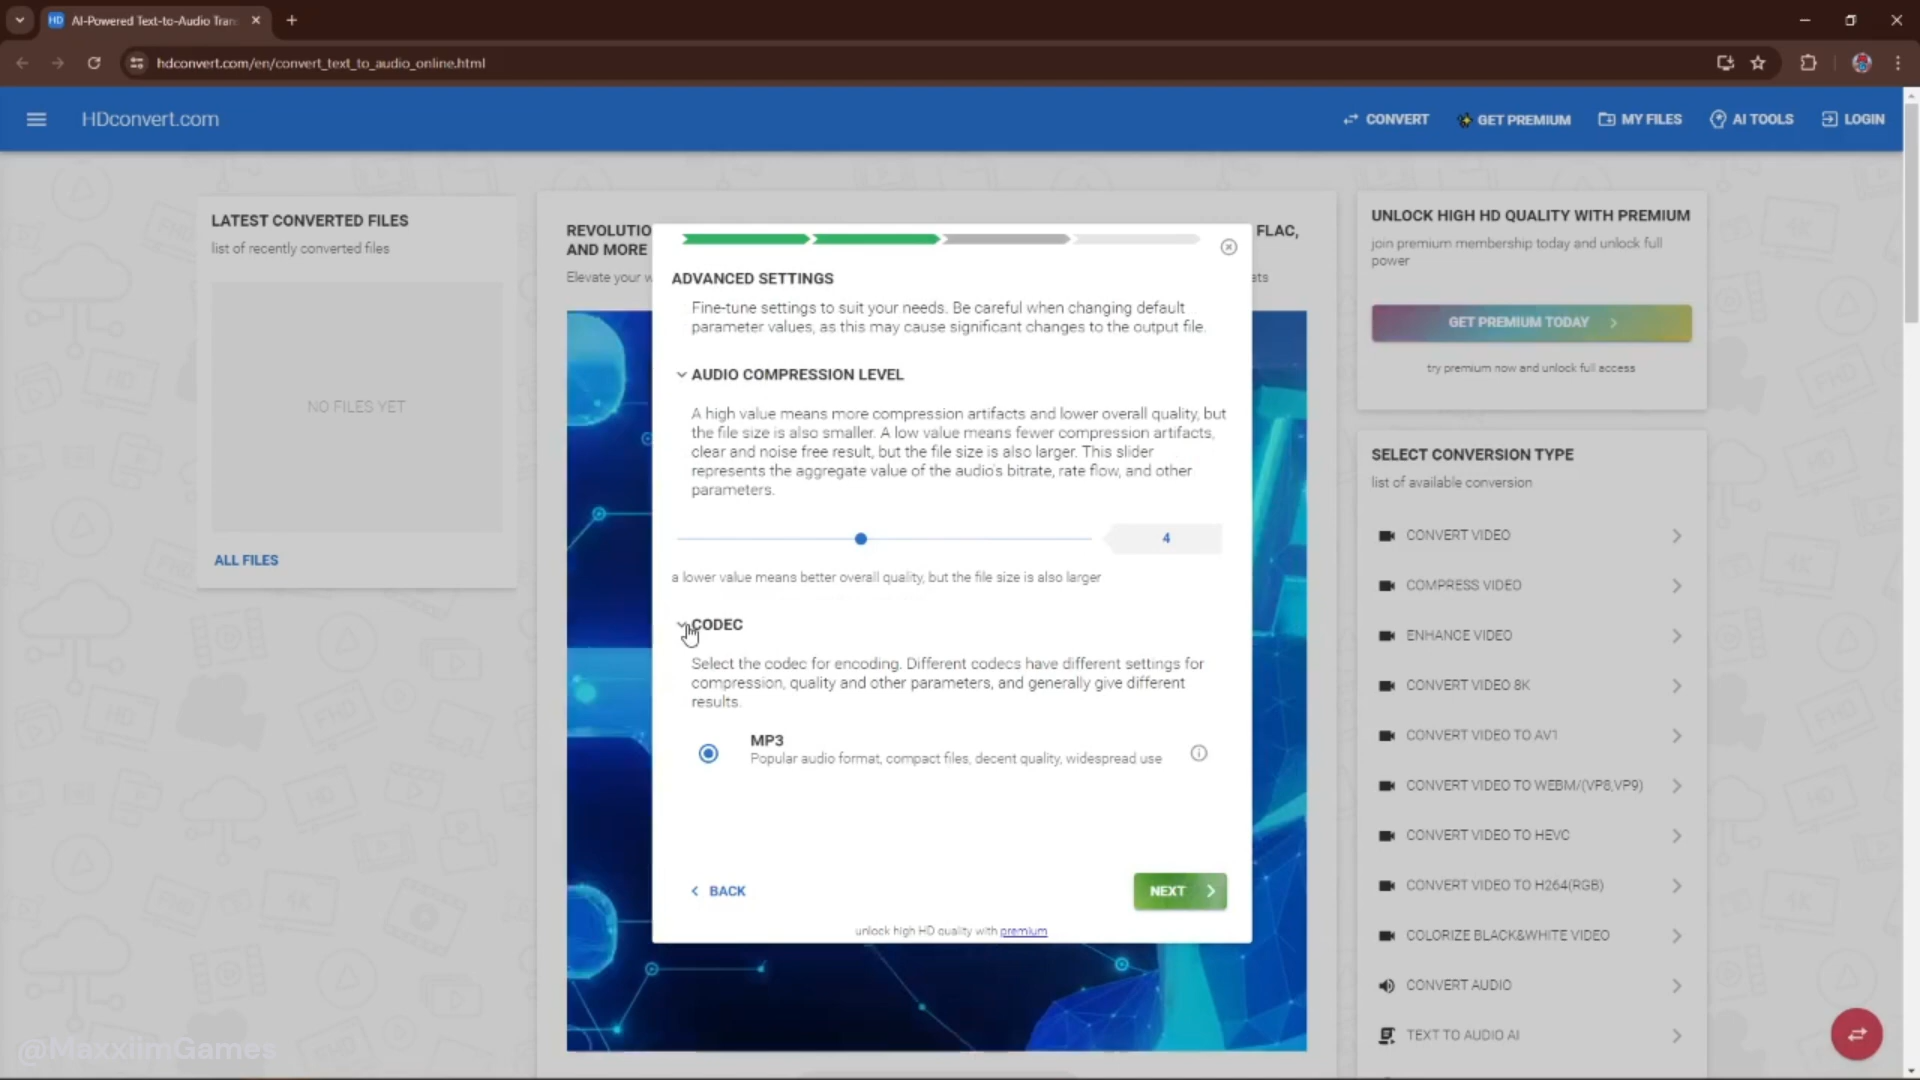 HD AI-Powered Text-to-Audio Tran
hdconvert.com/en/convert_text_to_audio_online.html
HDconvert.com
CONVERT
GET PREMIUM
MY FILES
AI TOOLS
LOGIN
LATEST CONVERTED FILES
list of recently converted files
NO FILES YET
ALL FILES
REVOLUTIO
FLAC,
AND MORE
Elevate your w
ats
ADVANCED SETTINGS
Fine-tune settings to suit your needs. Be careful when changing default
parameter values, as this may cause significant changes to the output file.
AUDIO COMPRESSION LEVEL
A high value means more compression artifacts and lower overall quality, but
the file size is also smaller. A low value means fewer compression artifacts,
clear and noise free result, but the file size is also larger. This slider
represents the aggregate value of the audio's bitrate, rate flow, and other
parameters.
4
a lower value means better overall quality, but the file size is also larger
CODEC
Select the codec for encoding. Different codecs have different settings for
compression, quality and other parameters, and generally give different
results.
MP3
Popular audio format, compact files, decent quality, widespread use
BACK
NEXT
unlock high HD quality with premium
UNLOCK HIGH HD QUALITY WITH PREMIUM
join premium membership today and unlock full
power
GET PREMIUM TODAY
try premium now and unlock full access
SELECT CONVERSION TYPE
list of available conversion
CONVERT VIDEO
COMPRESS VIDEO
ENHANCE VIDEO
CONVERT VIDEO 8K
CONVERT VIDEO TO AV1
CONVERT VIDEO TO WEBM/(VP8,VP9)
CONVERT VIDEO TO HEVC
CONVERT VIDEO TO H264(RGB)
COLORIZE BLACK&WHITE VIDEO
CONVERT AUDIO
TEXT TO AUDIO AI
@MaxxiimGames